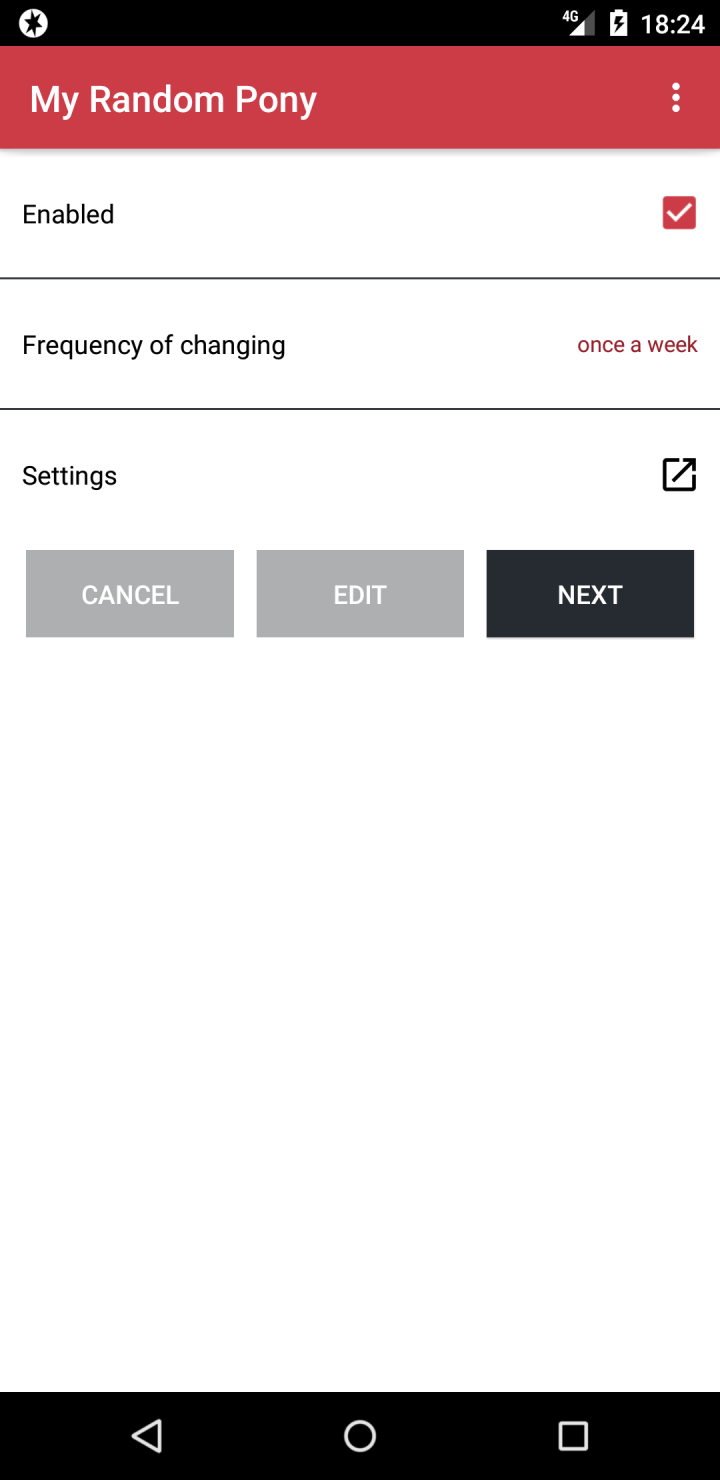 4G 18:24
My Random Pony
Enabled
Frequency of changing once a week
Settings
CANCEL EDIT NEXT